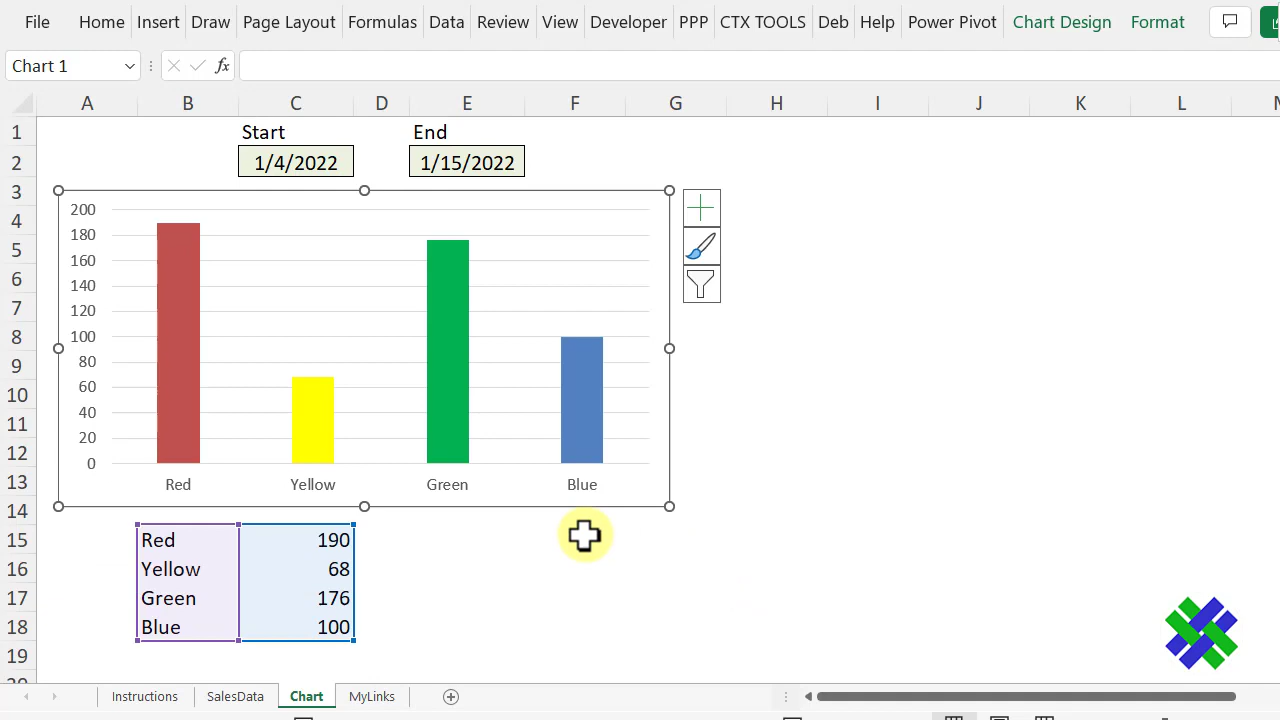 File Home Insert Draw Page Layout Formulas Data Review View Developer PPP CTX TOOLS Deb Help Power Pivot Chart Design Format
Chart 1 fx
A B C D E F G H I J K L M
1 Start End
2 1/4/2022 1/15/2022
3
4 200
180
5 160
6 140
7 120
8 100
9 80
10 60
11 40
12 20
13 0
Red Yellow Green Blue
14
15 Red 190
16 Yellow 68
17 Green 176
18 Blue 100
19
Instructions SalesData Chart MyLinks